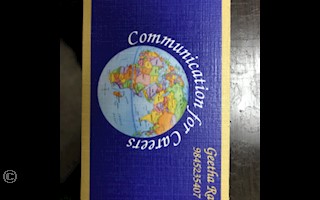 Communication for Careers
Geetha Ra
9845235407
©